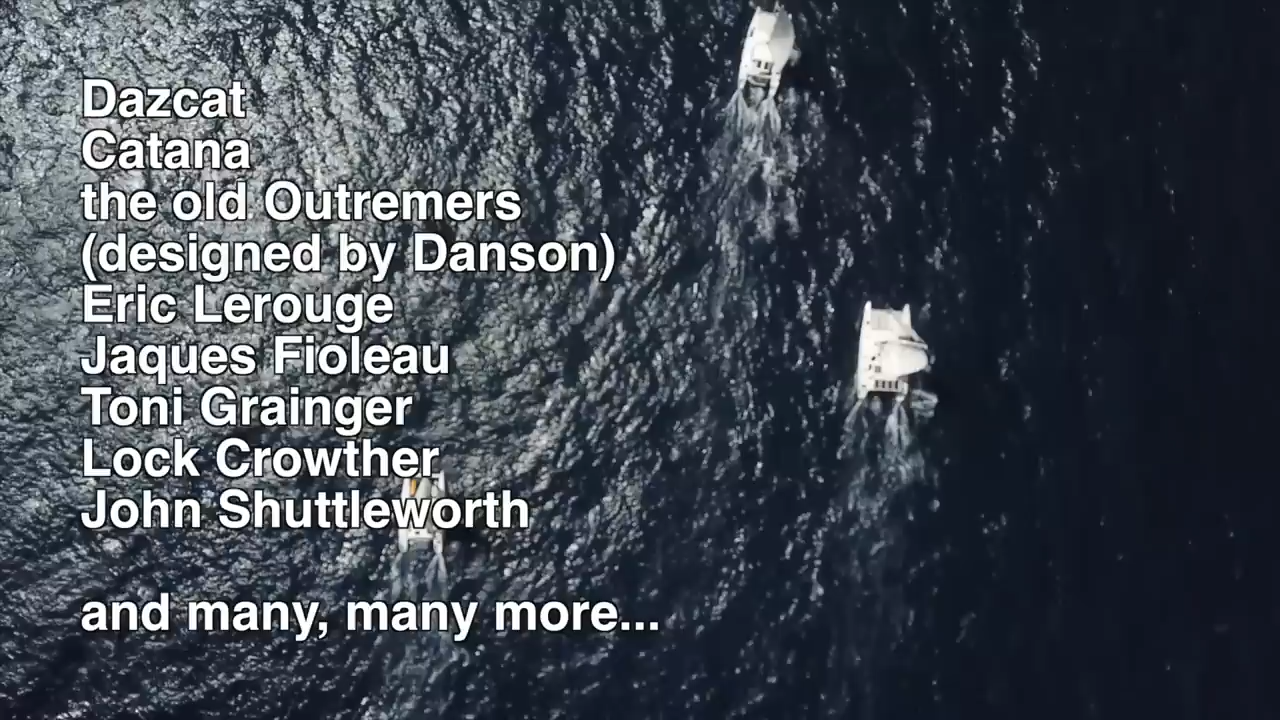 Dazcat
Catana
the old Outremers
(designed by Danson)
Eric Lerouge
Jaques Fioleau
Toni Grainger
Lock Crowther
John Shuttleworth
and many, many more...